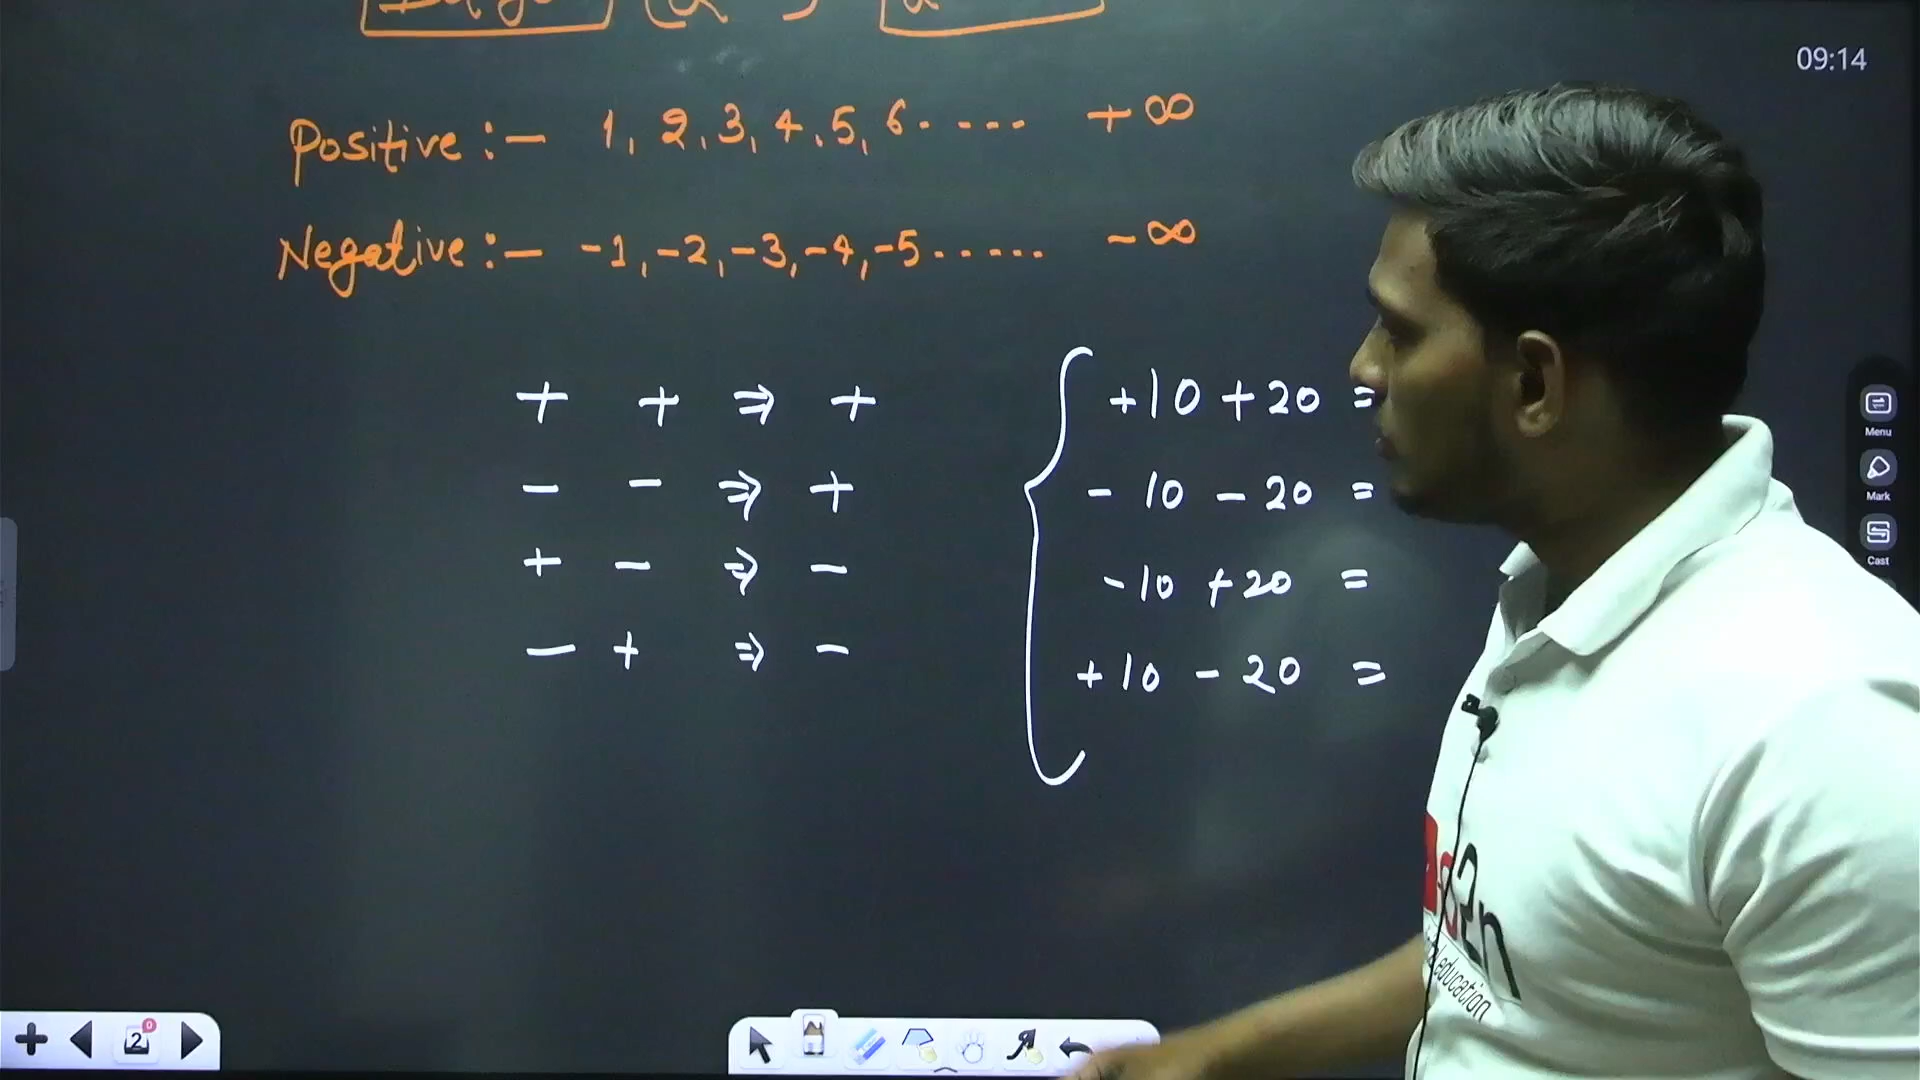 09:14
Positive :- 1, 2, 3, 4, 5, 6..... +∞
Negative :- -1, -2, -3, -4, -5...... -∞
+ + ⇒ +
- - ⇒ +
+ - ⇒ -
- + ⇒ -
+10 + 20 =
- 10 - 20 =
-10 + 20 =
+10 - 20 =
Menu
Mark
Cast
2
education